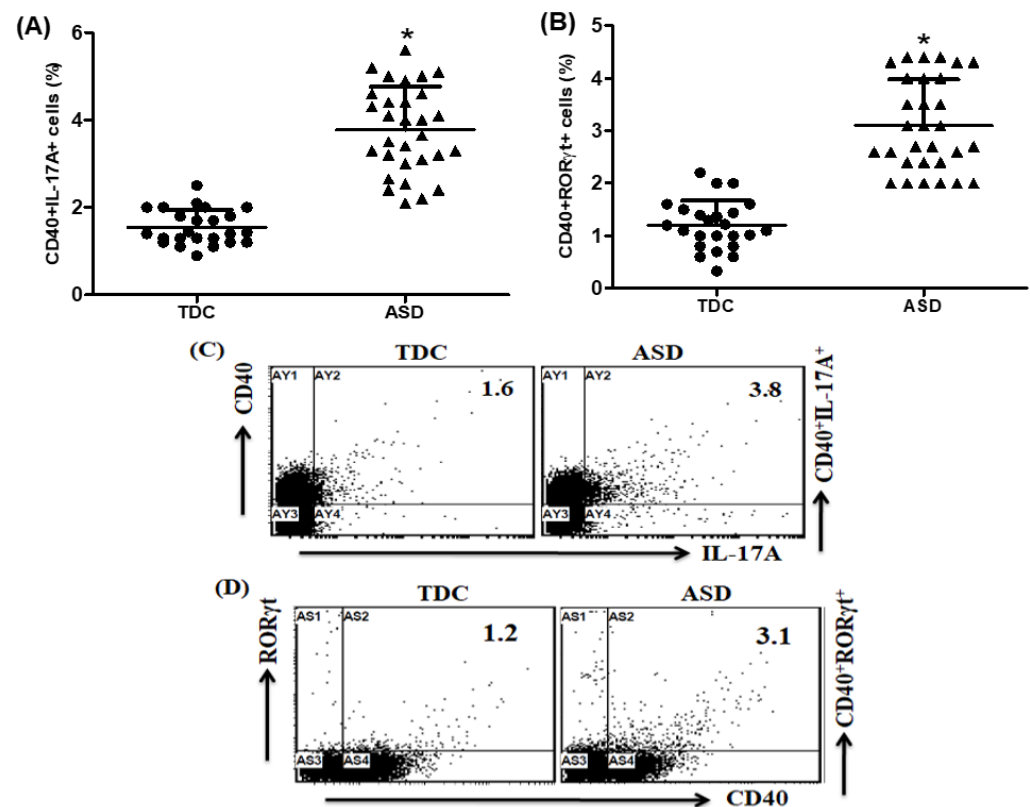 (A)
CD40+IL-17A+ cells (%)
6
4
2
0
*
TDC
ASD
(B)
CD40+RORγt+ cells (%)
5
4
3
2
1
0
*
TDC
ASD
(C)
TDC
ASD
CD40
AY1 AY2
1.6
AY3 AY4
AY1 AY2
3.8
AY3 AY4
CD40⁺IL-17A⁺
IL-17A
(D)
TDC
ASD
RORγt
AS1 AS2
1.2
AS3 AS4
AS1 AS2
3.1
AS3 AS4
CD40⁺RORγt⁺
CD40